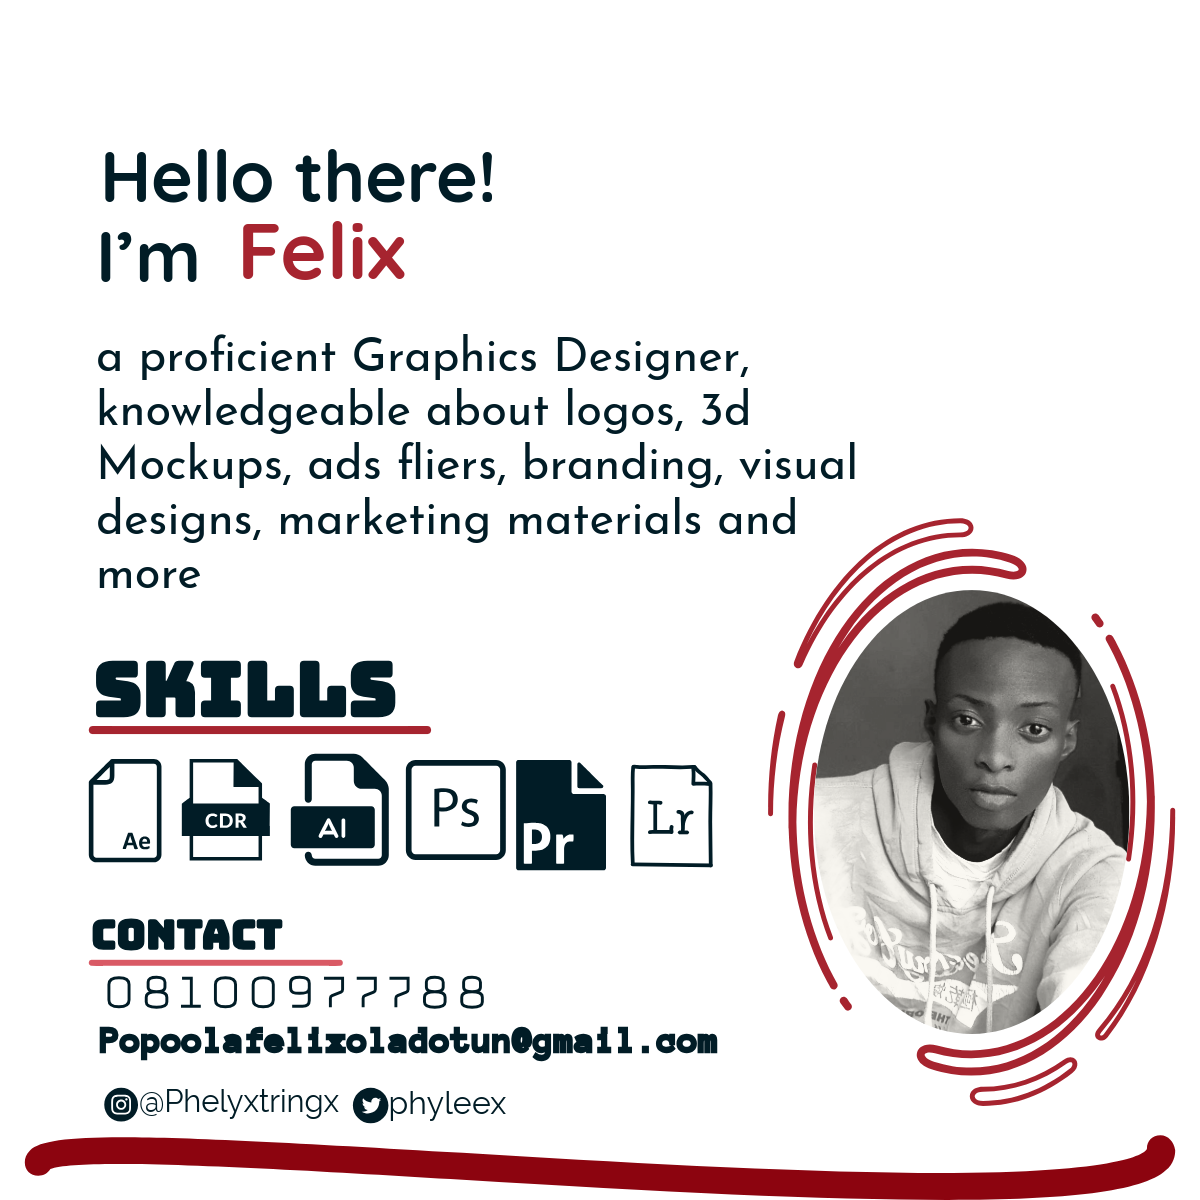 Hello there!
I'm Felix
a proficient Graphics Designer,
knowledgeable about logos, 3d
Mockups, ads fliers, branding, visual
designs, marketing materials and
more
SKILLS
Ae CDR AI Ps Pr Lr
CONTACT
08100977788
Popoolafelixoladotun@gmail.com
@Phelyxtringx phyleex